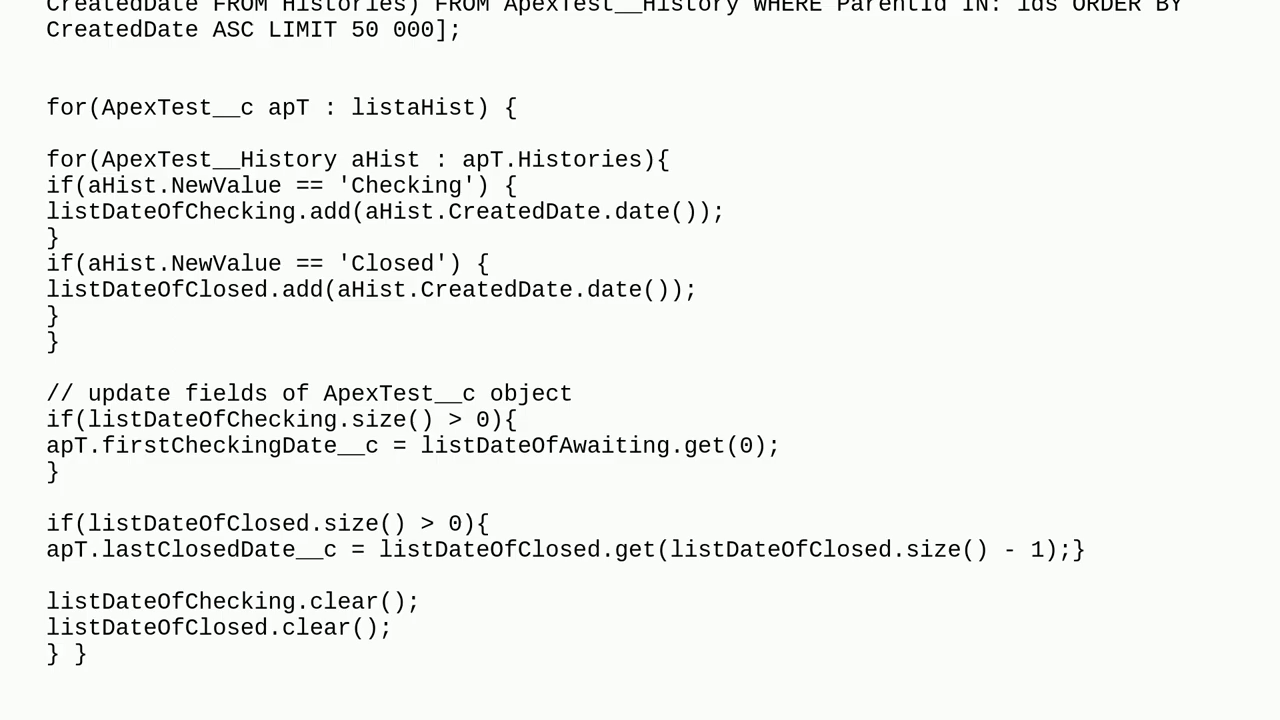 CreatedDate FROM Histories) FROM ApexTest__History WHERE ParentId IN: ids ORDER BY
CreatedDate ASC LIMIT 50 000];
for(ApexTest__c apT : listaHist) {
for(ApexTest__History aHist : apT.Histories){
if(aHist.NewValue == 'Checking') {
listDateOfChecking.add(aHist.CreatedDate.date());
}
if(aHist.NewValue == 'Closed') {
listDateOfClosed.add(aHist.CreatedDate.date());
}
}
// update fields of ApexTest__c object
if(listDateOfChecking.size() > 0){
apT.firstCheckingDate__c = listDateOfAwaiting.get(0);
}
if(listDateOfClosed.size() > 0){
apT.lastClosedDate__c = listDateOfClosed.get(listDateOfClosed.size() - 1);}
listDateOfChecking.clear();
listDateOfClosed.clear();
} }